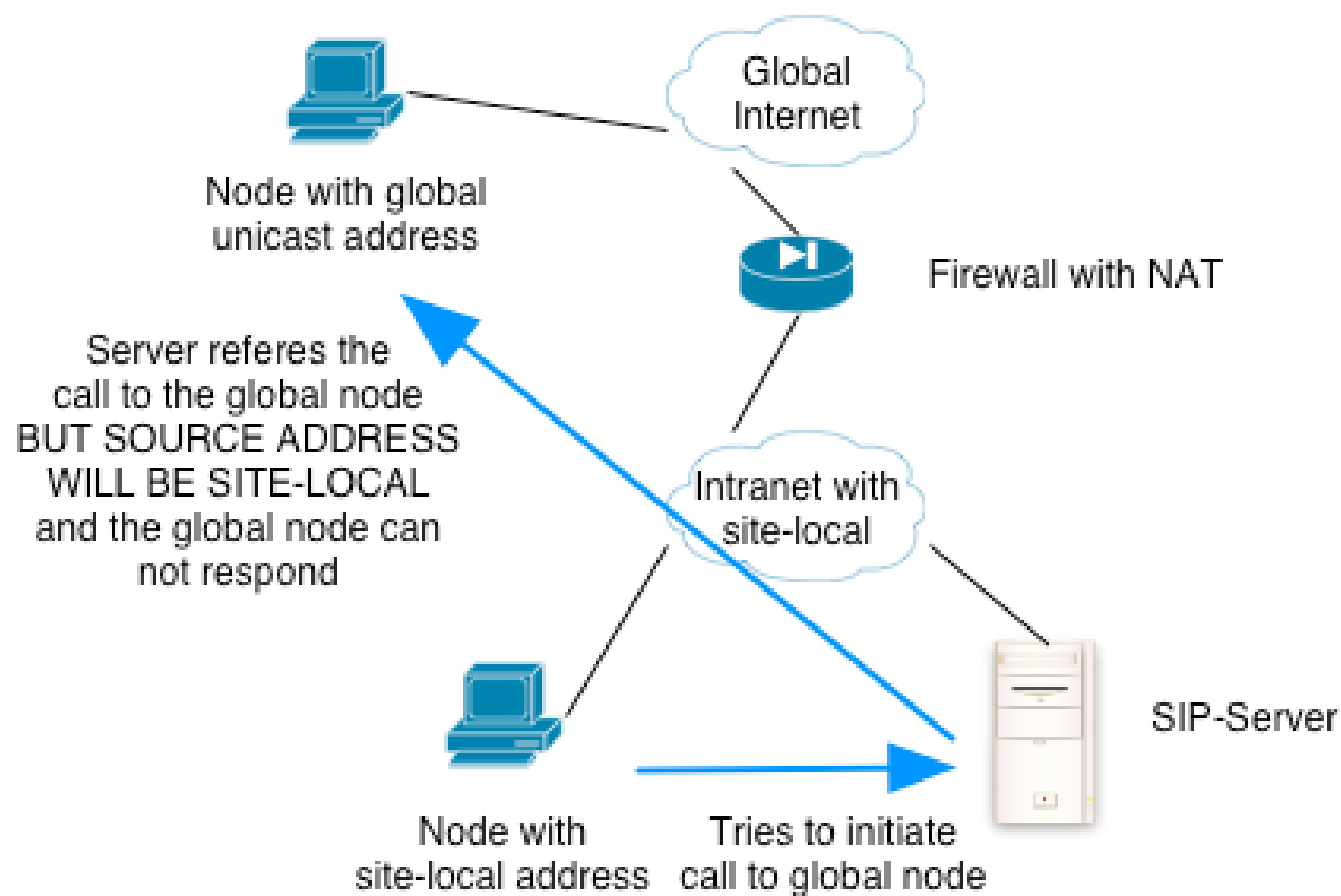 Global
Internet
Node with global
unicast address
Firewall with NAT
Server referes the
call to the global node
BUT SOURCE ADDRESS
WILL BE SITE-LOCAL
and the global node can
not respond
Intranet with
site-local
SIP-Server
Node with
site-local address
Tries to initiate
call to global node